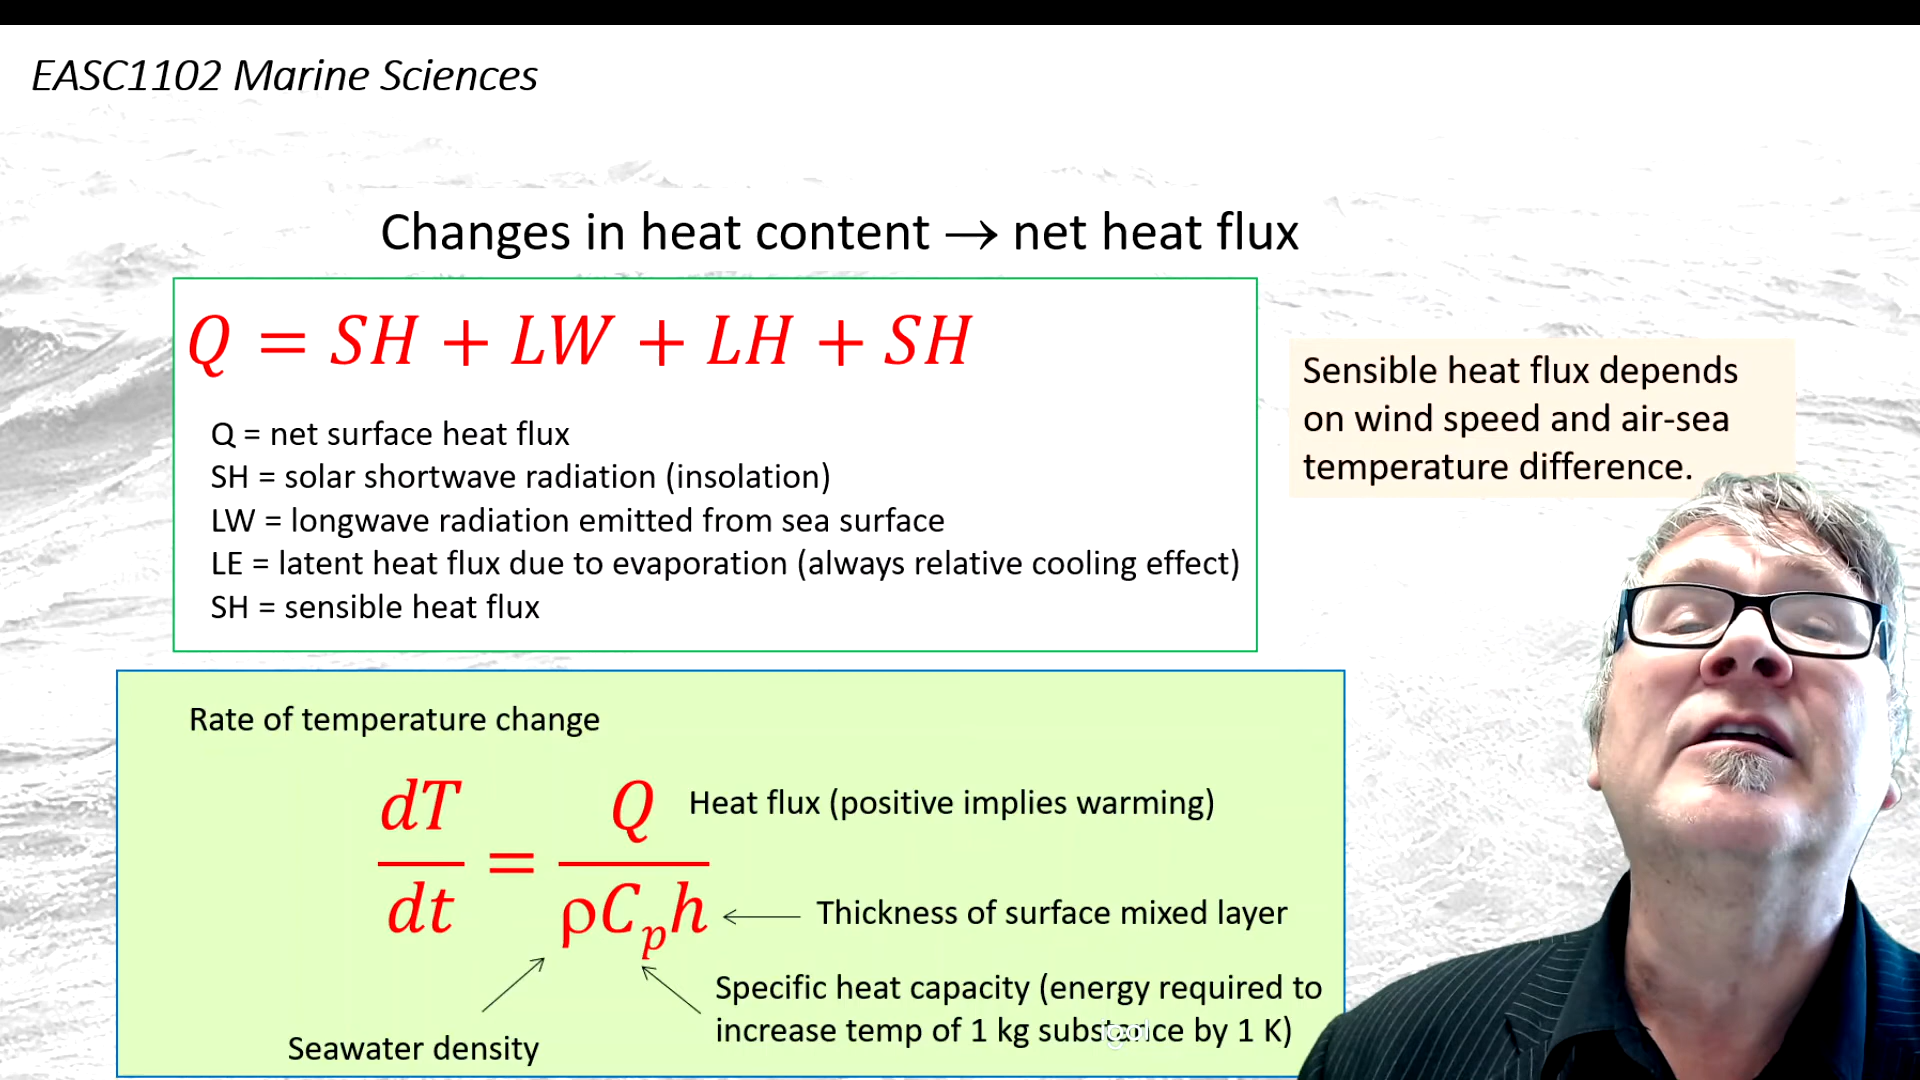 EASC1102 Marine Sciences
Changes in heat content → net heat flux
Q = SH + LW + LH + SH
Q = net surface heat flux
SH = solar shortwave radiation (insolation)
LW = longwave radiation emitted from sea surface
LE = latent heat flux due to evaporation (always relative cooling effect)
SH = sensible heat flux
Sensible heat flux depends
on wind speed and air-sea
temperature difference.
Rate of temperature change
dT/dt = Q/ρCₚh
Heat flux (positive implies warming)
Thickness of surface mixed layer
Specific heat capacity (energy required to
increase temp of 1 kg substance by 1 K)
Seawater density